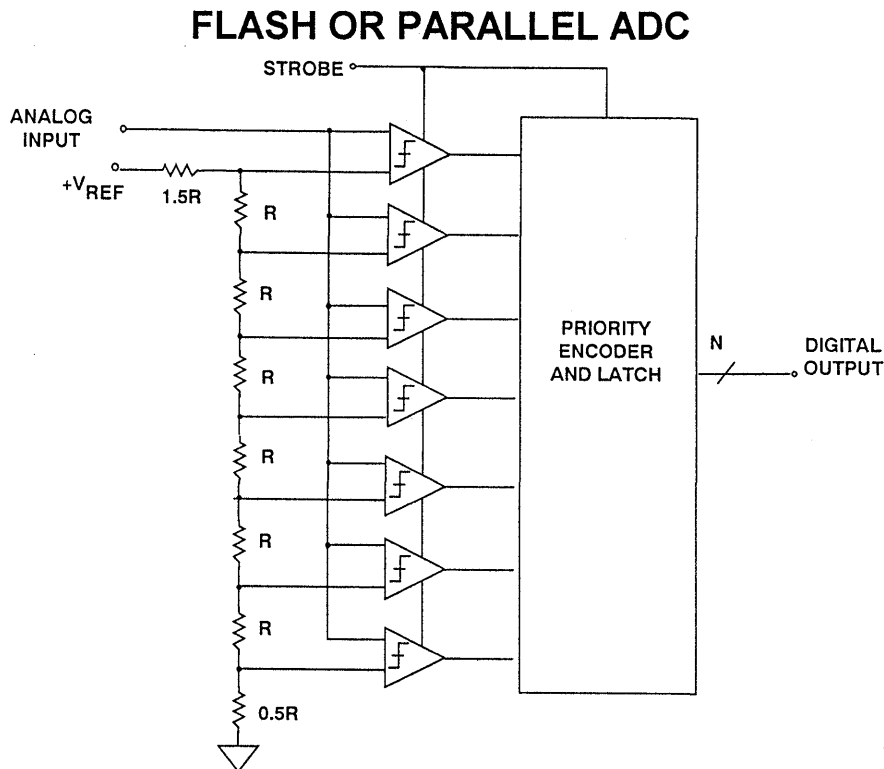 FLASH OR PARALLEL ADC
STROBE
ANALOG
INPUT
+VREF
1.5R
R
R
R
R
R
R
0.5R
PRIORITY
ENCODER
AND LATCH
N
DIGITAL
OUTPUT